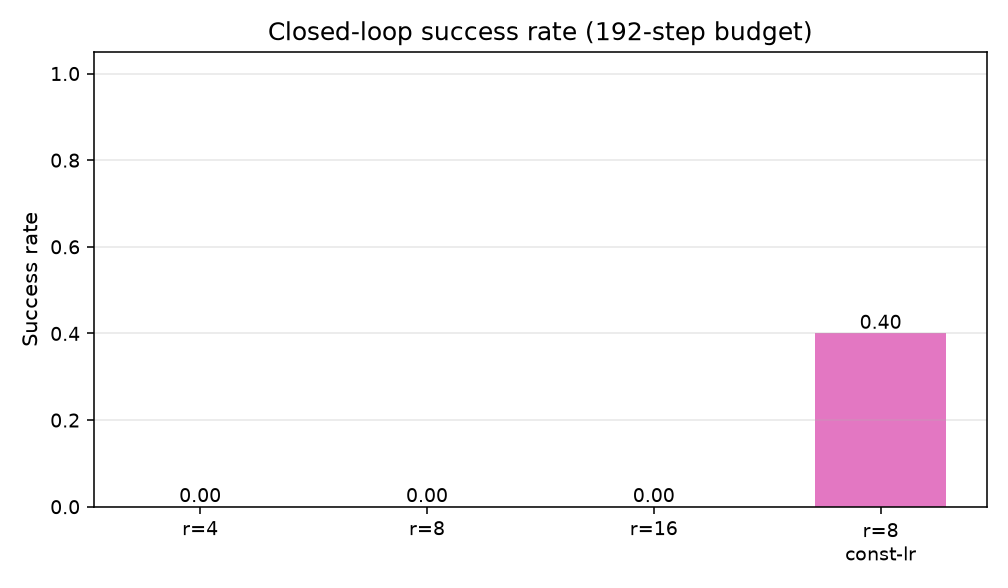 Closed-loop success rate (192-step budget)
Success rate
1.0
0.8
0.6
0.4
0.2
0.0
0.00
0.00
0.00
0.40
r=4
r=8
r=16
r=8
const-lr